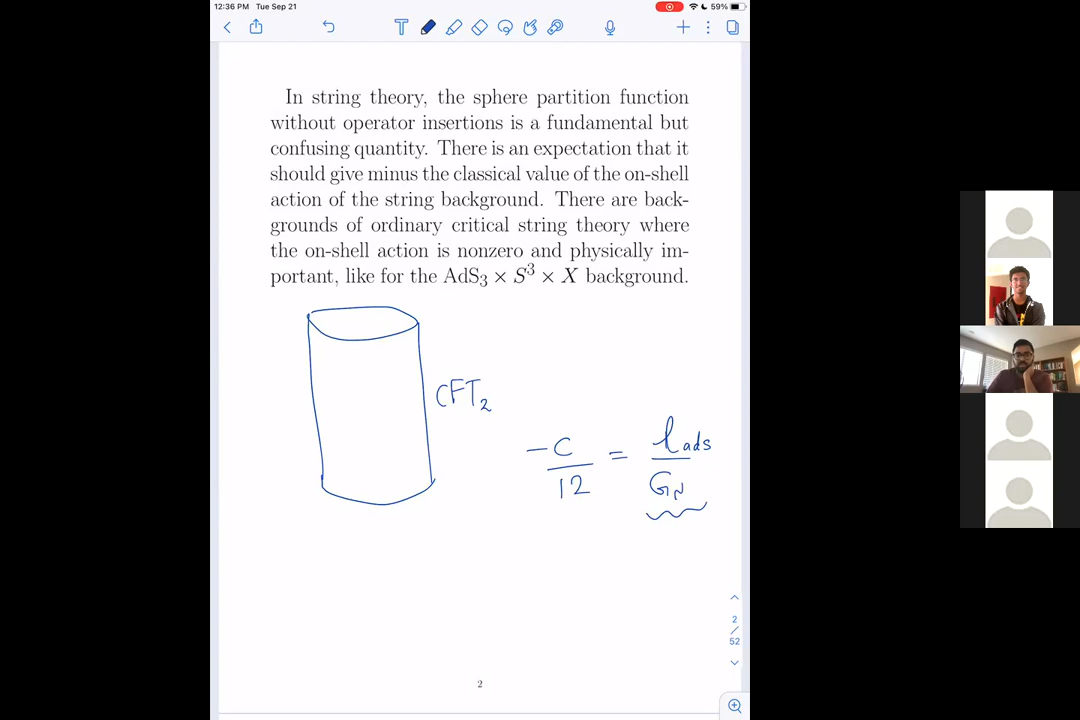 12:36 PM Tue Sep 21
59%
T
In string theory, the sphere partition function
without operator insertions is a fundamental but
confusing quantity. There is an expectation that it
should give minus the classical value of the on-shell
action of the string background. There are back-
grounds of ordinary critical string theory where
the on-shell action is nonzero and physically im-
portant, like for the AdS₃ × S³ × X background.
CFT₂
-C/12 = lads/GN
2
/
52
2